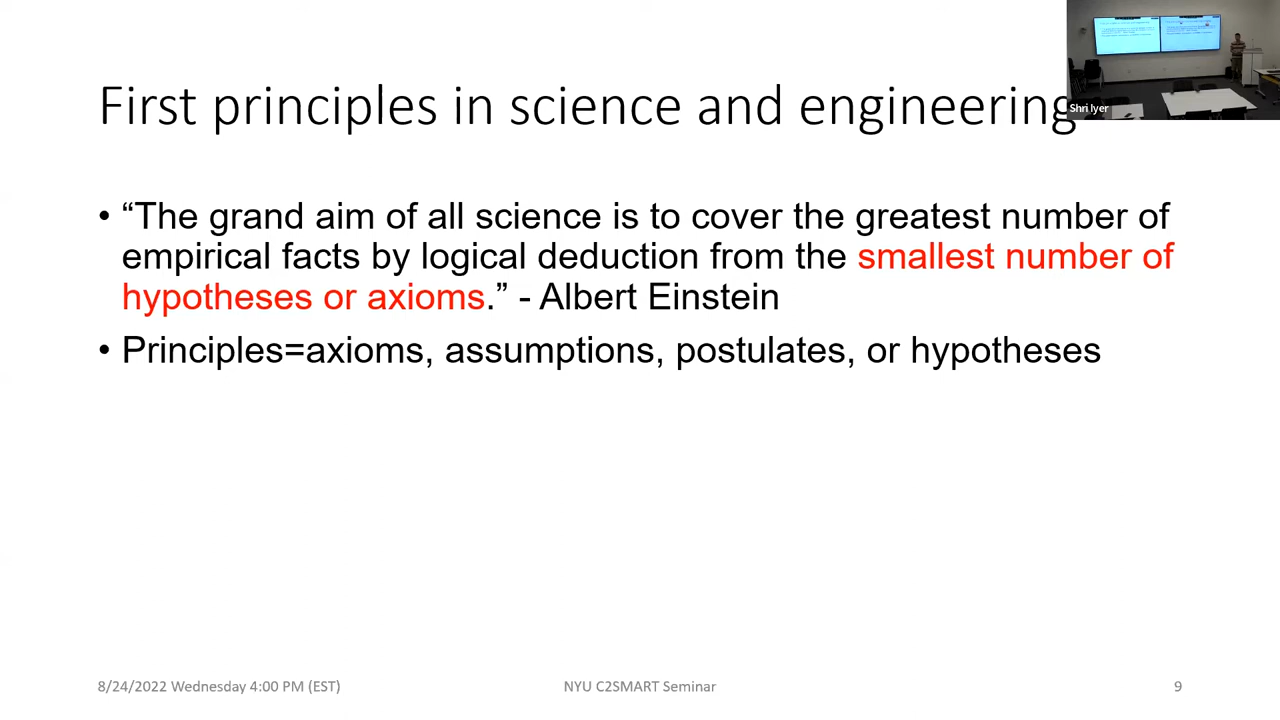 First principles in science and engineering
Shri Iyer
• “The grand aim of all science is to cover the greatest number of
empirical facts by logical deduction from the smallest number of
hypotheses or axioms.” - Albert Einstein
• Principles=axioms, assumptions, postulates, or hypotheses
8/24/2022 Wednesday 4:00 PM (EST)
NYU C2SMART Seminar
9